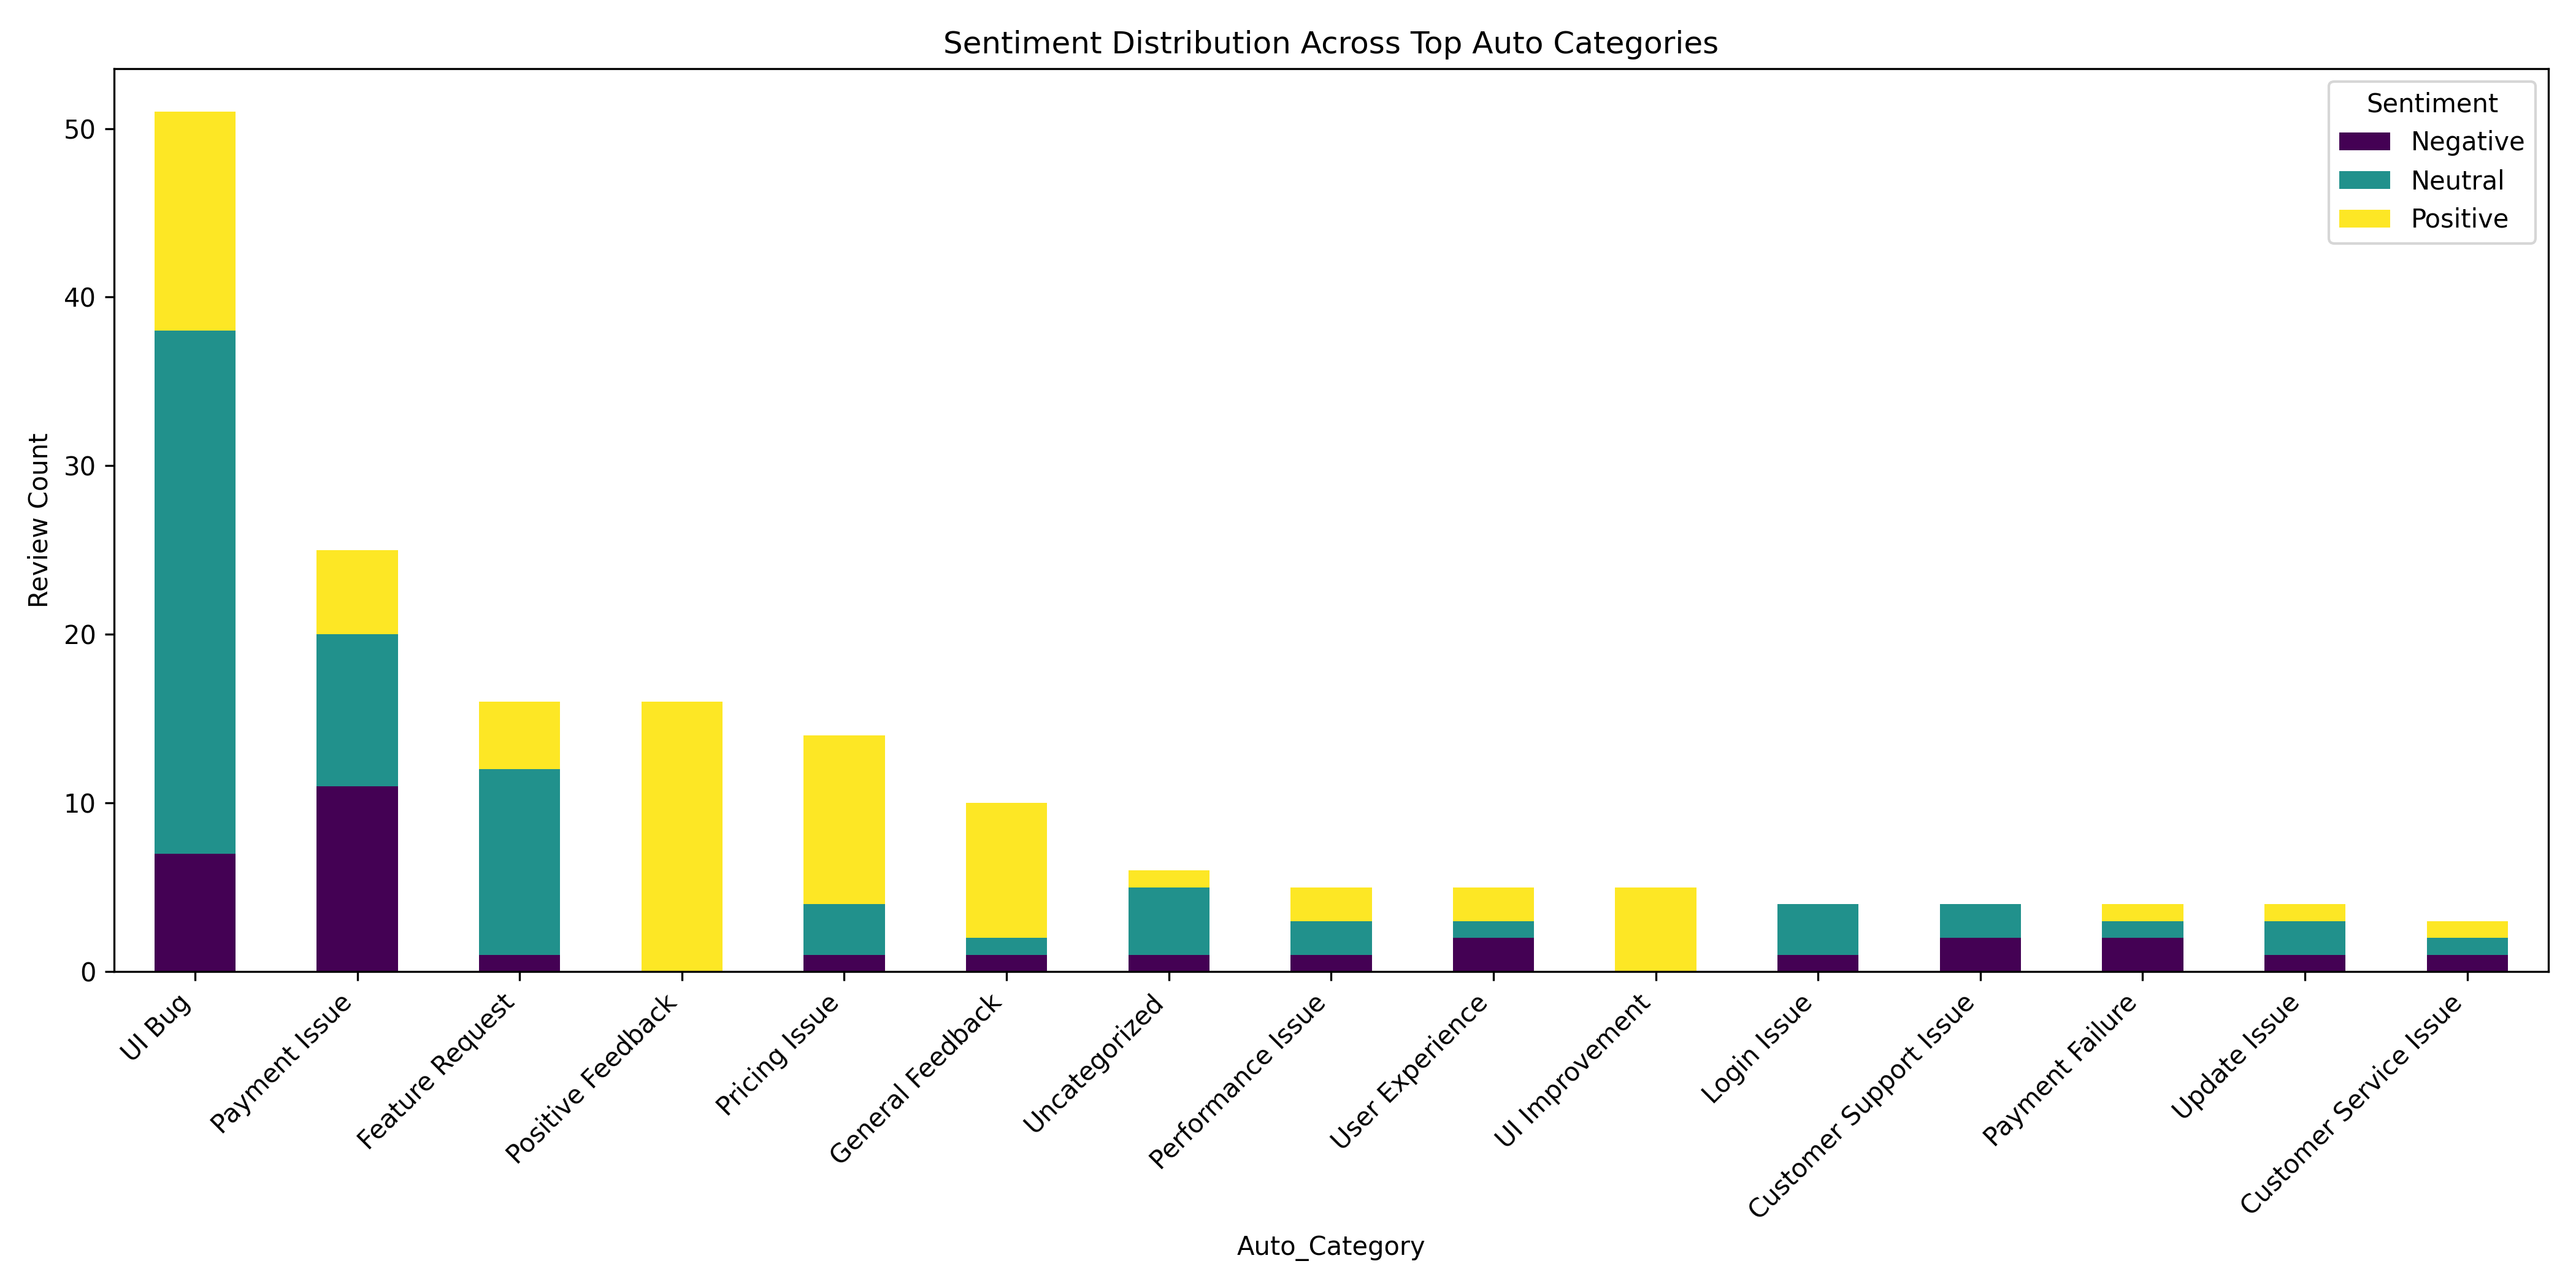 Sentiment Distribution Across Top Auto Categories
Sentiment
Negative
Neutral
Positive
Review Count
50
40
30
20
10
0
UI Bug
Payment Issue
Feature Request
Positive Feedback
Pricing Issue
General Feedback
Uncategorized
Performance Issue
User Experience
UI Improvement
Login Issue
Customer Support Issue
Payment Failure
Update Issue
Customer Service Issue
Auto_Category